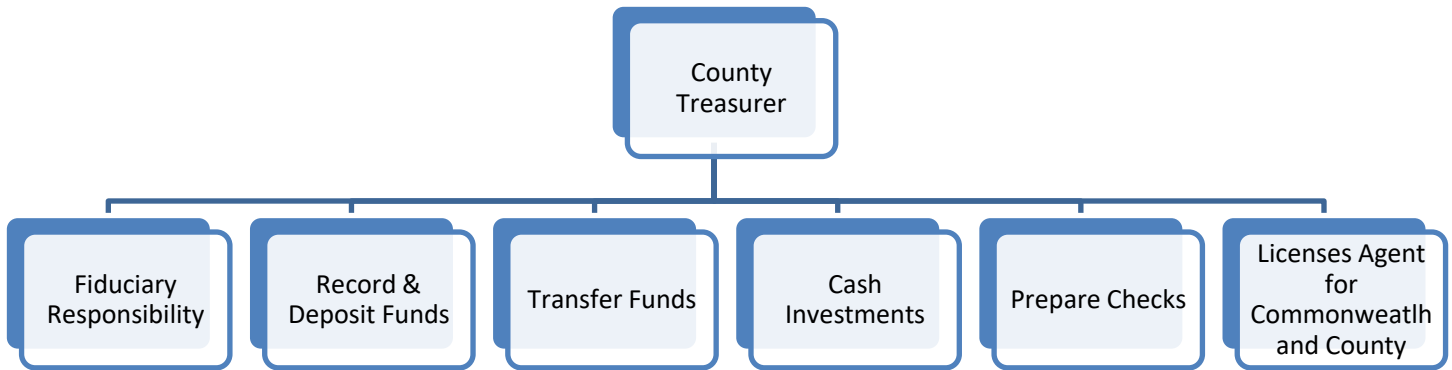 County
Treasurer
Fiduciary
Responsibility
Record &
Deposit Funds
Transfer Funds
Cash
Investments
Prepare Checks
Licenses Agent
for
Commonweatlh
and County